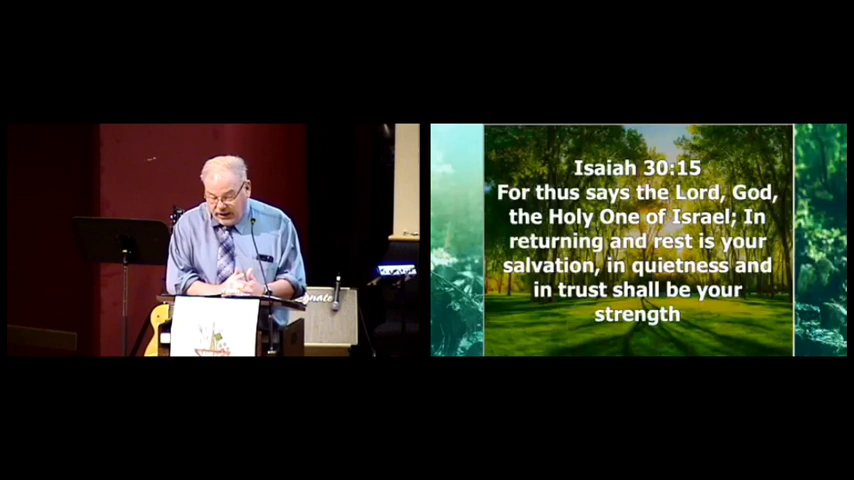 Isaiah 30:15
For thus says the Lord, God,
the Holy One of Israel; In
returning and rest is your
salvation, in quietness and
in trust shall be your
strength